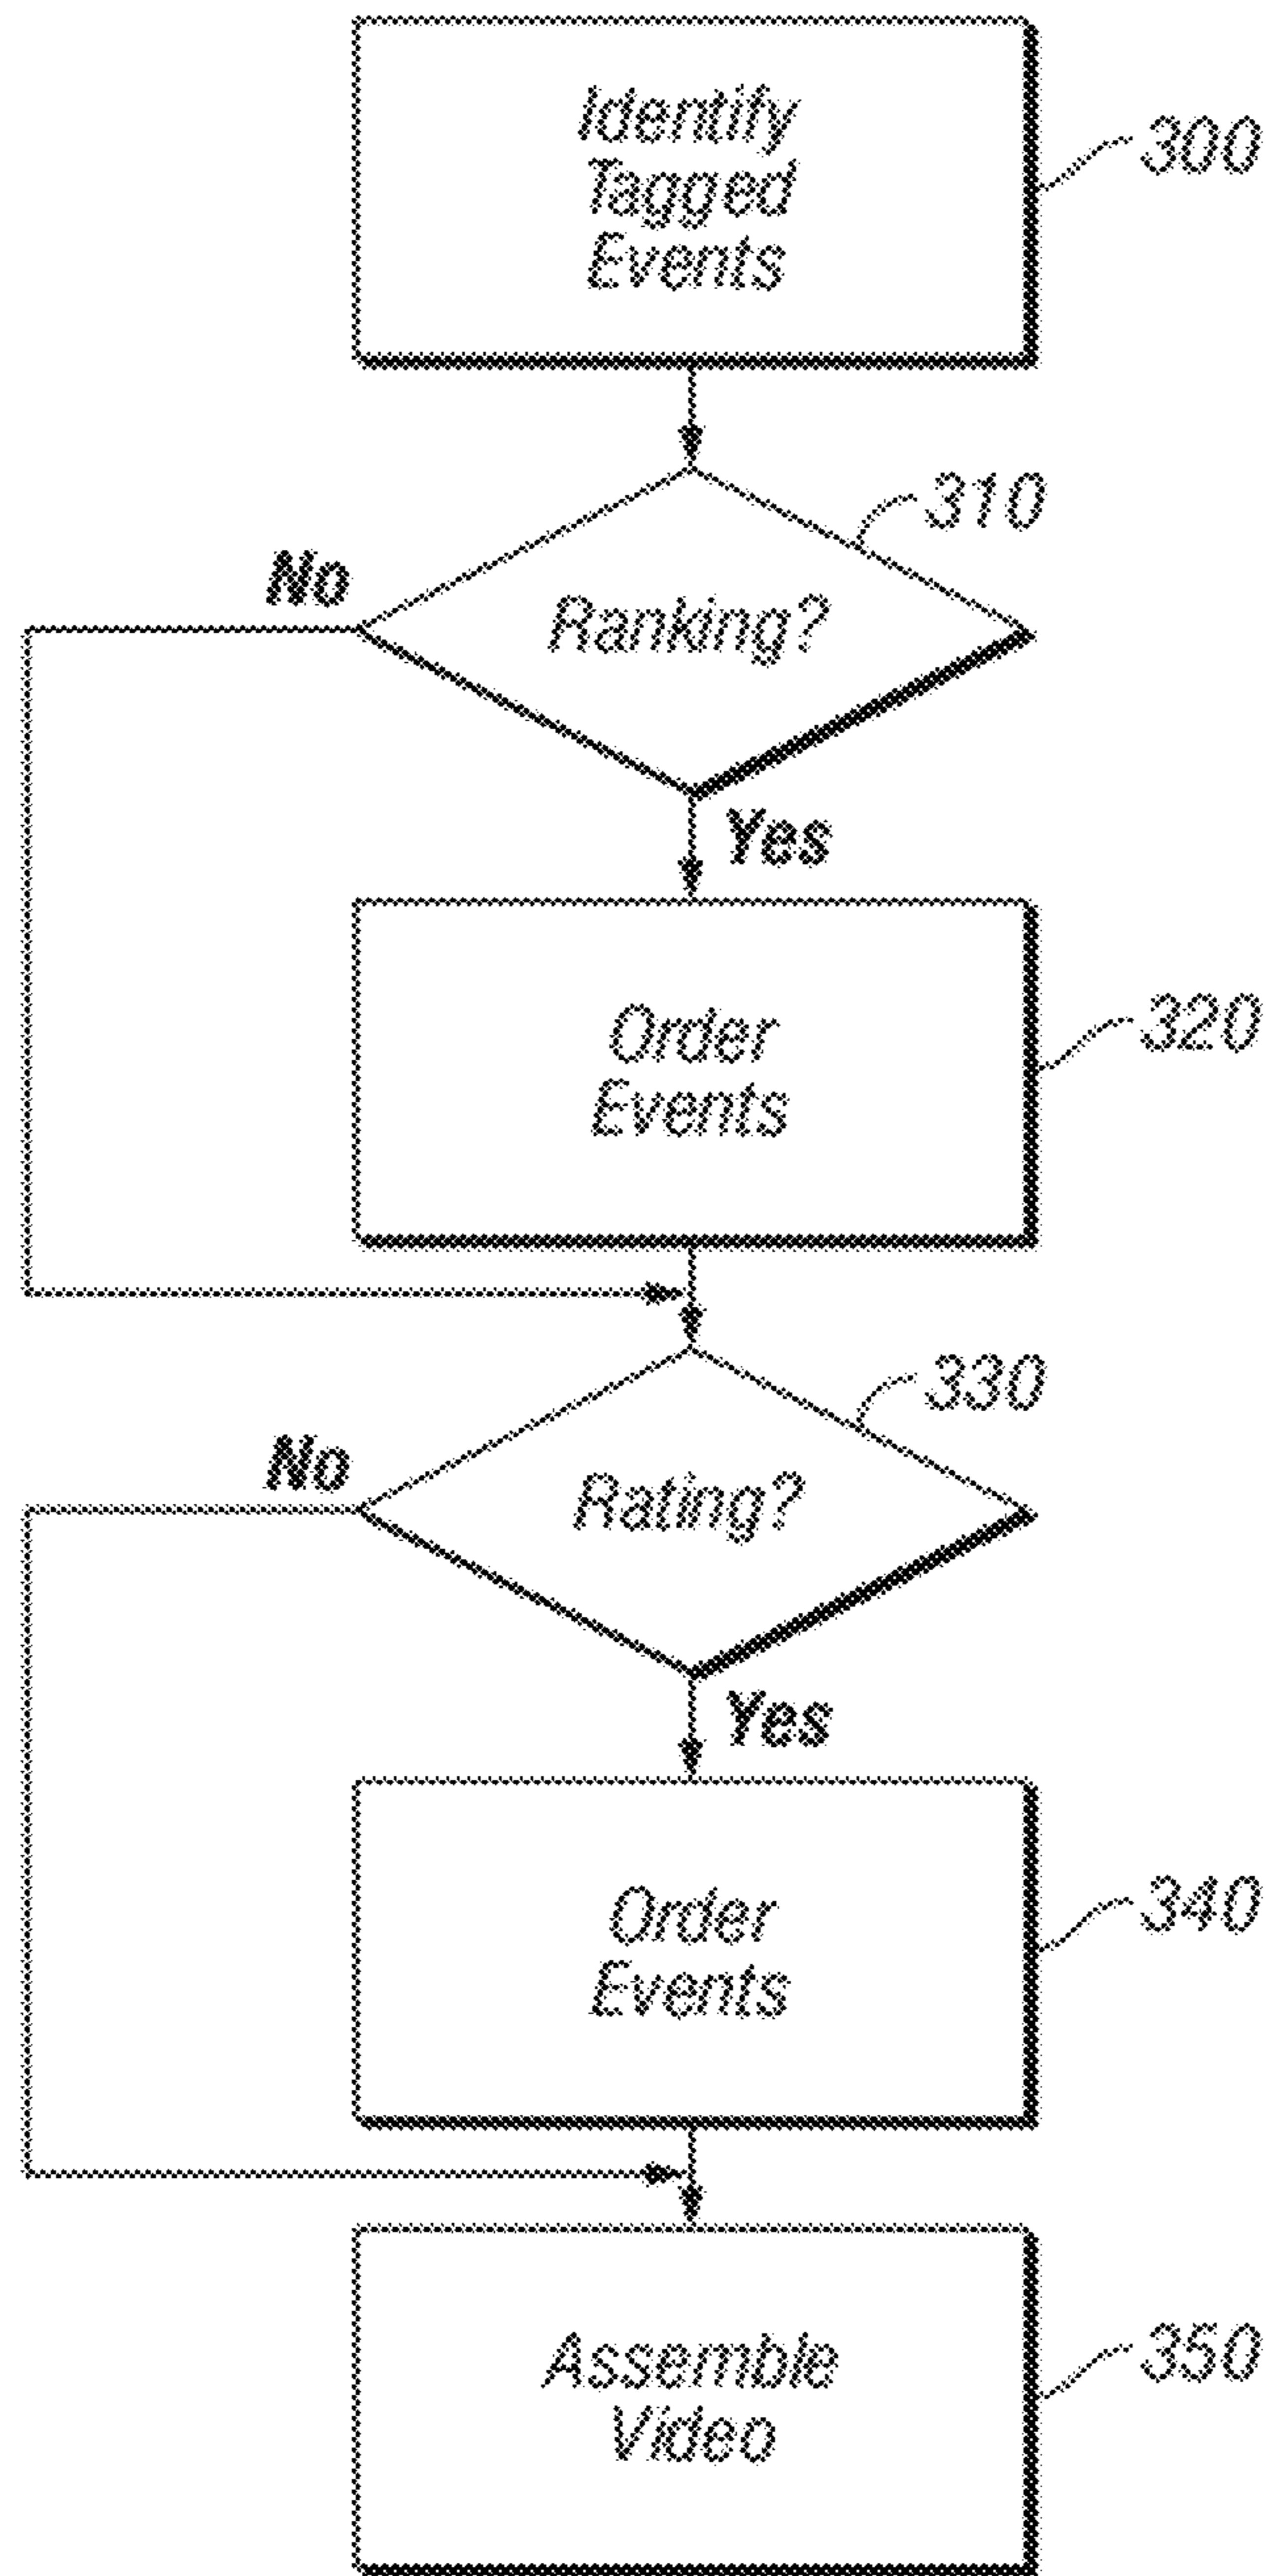 Identify
Tagged
Events
300
310
No
Ranking?
Yes
Order
Events
320
330
No
Rating?
Yes
Order
Events
340
Assemble
Video
350